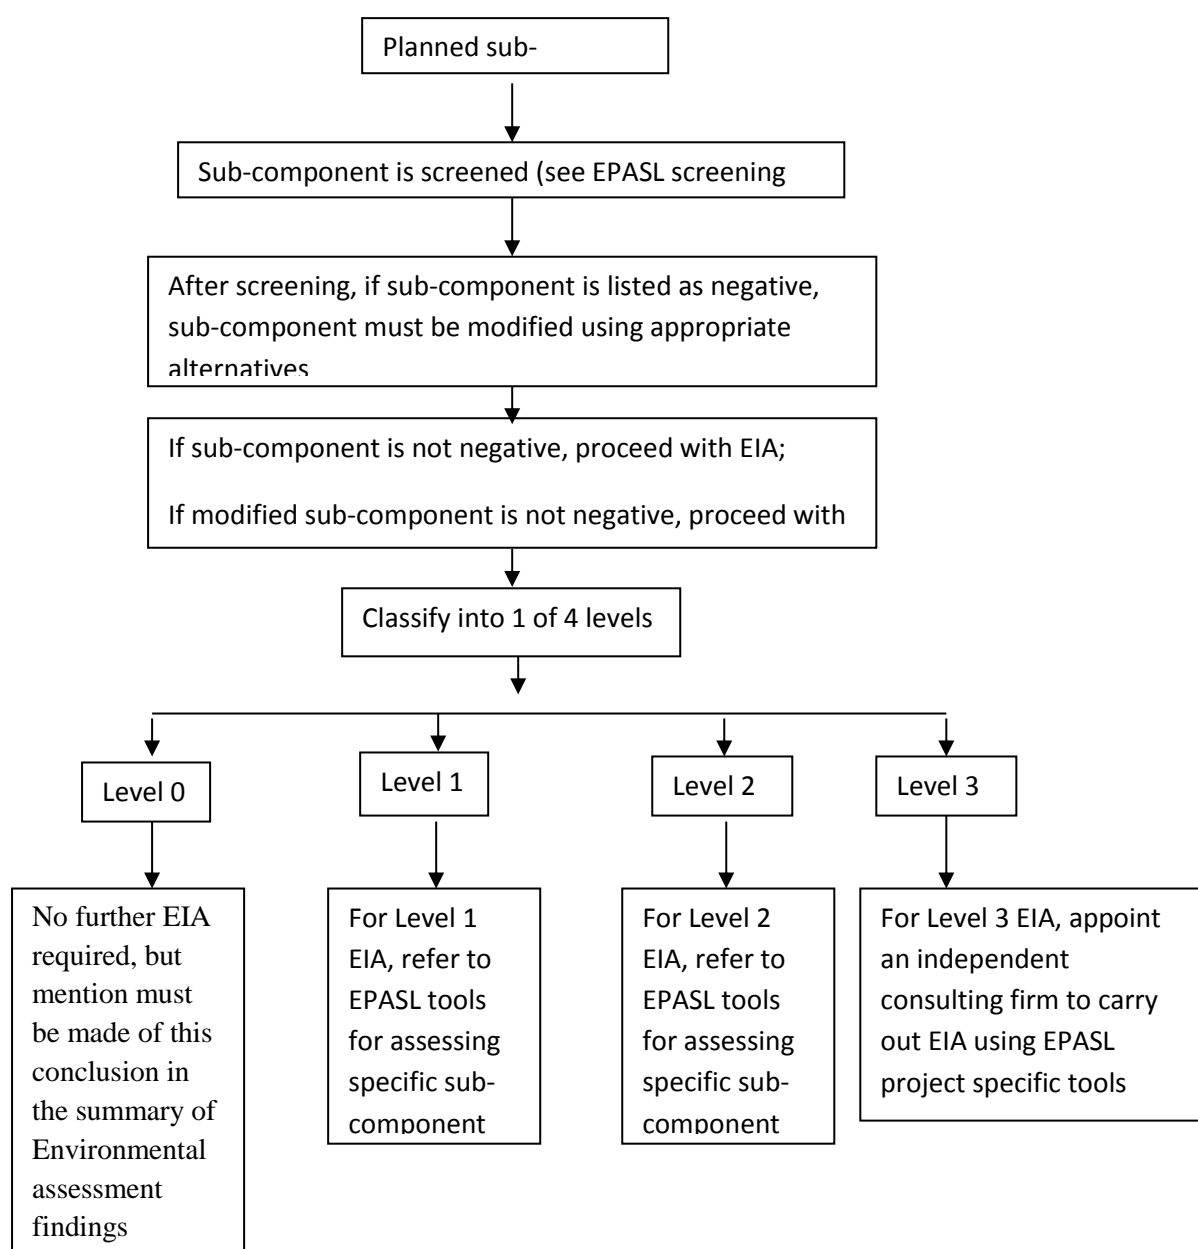 Planned sub-
Sub-component is screened (see EPASL screening
After screening, if sub-component is listed as negative,
sub-component must be modified using appropriate
alternatives
If sub-component is not negative, proceed with EIA;
If modified sub-component is not negative, proceed with
Classify into 1 of 4 levels
Level 0
Level 1
Level 2
Level 3
No further EIA
required, but
mention must
be made of this
conclusion in
the summary of
Environmental
assessment
findings
For Level 1
EIA, refer to
EPASL tools
for assessing
specific sub-
component
For Level 2
EIA, refer to
EPASL tools
for assessing
specific sub-
component
For Level 3 EIA, appoint
an independent
consulting firm to carry
out EIA using EPASL
project specific tools